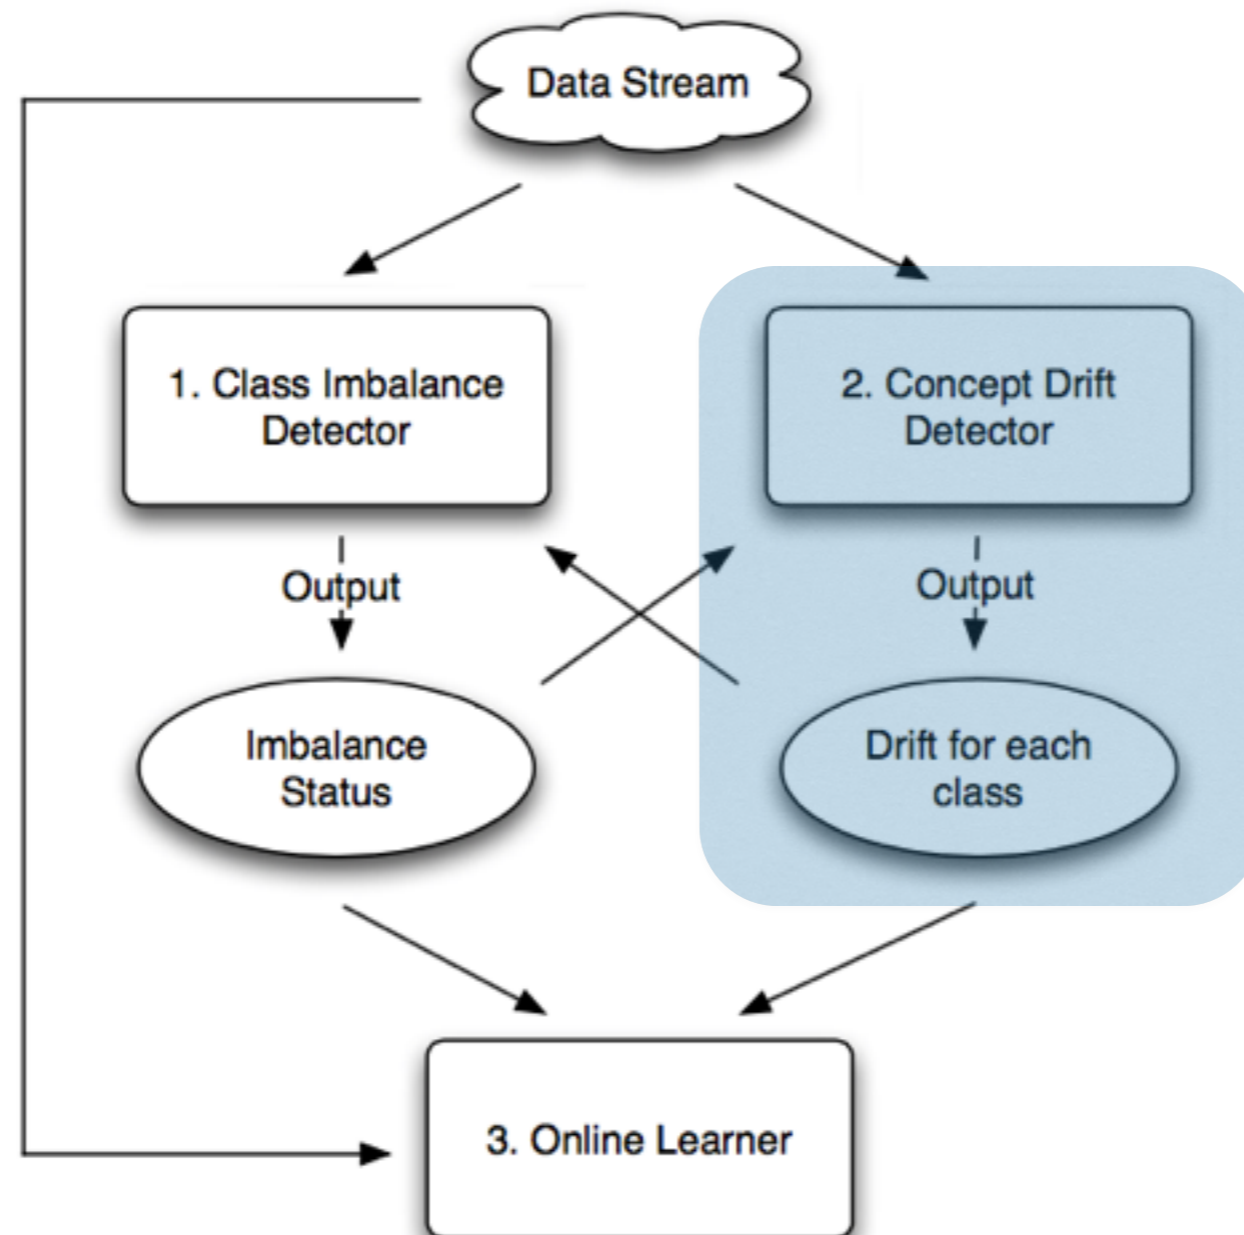 Data Stream
1. Class Imbalance
Detector
2. Concept Drift
Detector
Output
Output
Imbalance
Status
Drift for each
class
3. Online Learner